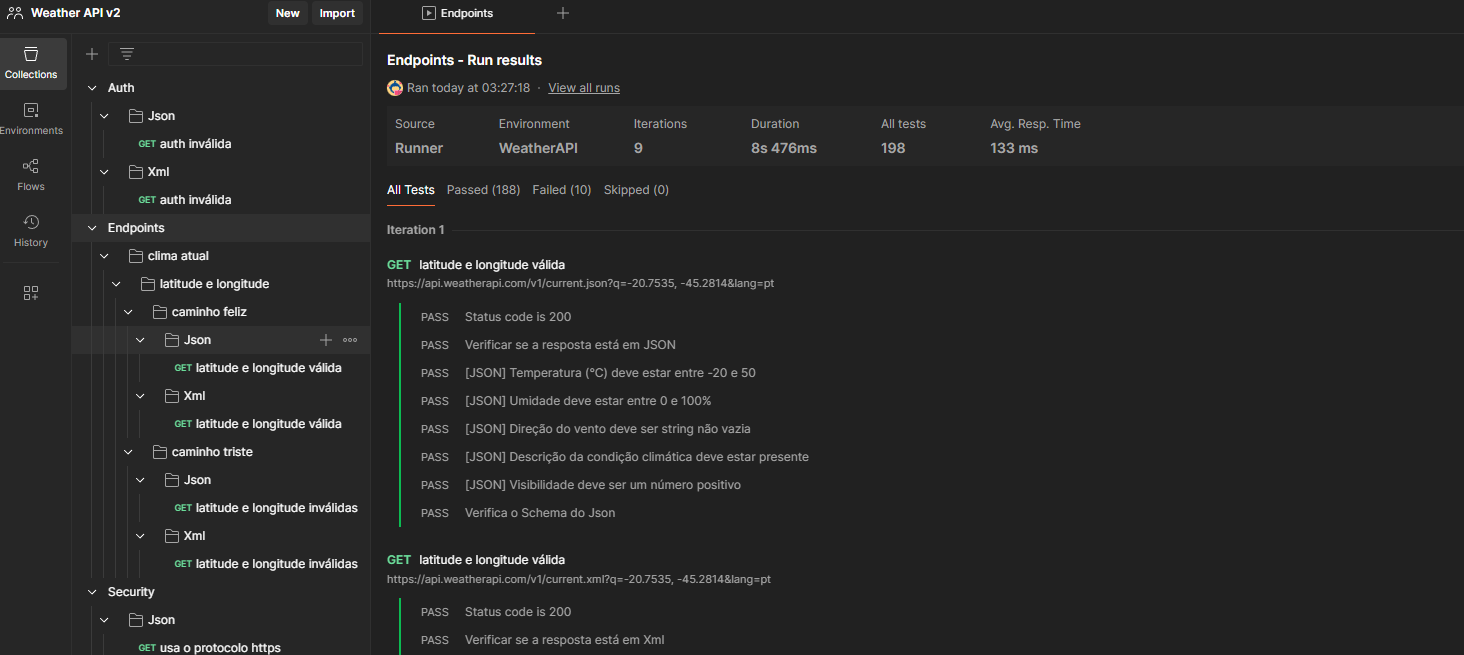 Weather API v2
New
Import
Endpoints
Collections
Environments
Flows
History
Auth
Json
GET auth inválida
Xml
GET auth inválida
Endpoints
clima atual
latitude e longitude
caminho feliz
Json
GET latitude e longitude válida
Xml
GET latitude e longitude válida
caminho triste
Json
GET latitude e longitude inválidas
Xml
GET latitude e longitude inválidas
Security
Json
GET usa o protocolo https
Endpoints - Run results
Ran today at 03:27:18 · View all runs
Source Environment Iterations Duration All tests Avg. Resp. Time
Runner WeatherAPI 9 8s 476ms 198 133 ms
All Tests Passed (188) Failed (10) Skipped (0)
Iteration 1
GET latitude e longitude válida
https://api.weatherapi.com/v1/current.json?q=-20.7535, -45.2814&lang=pt
PASS Status code is 200
PASS Verificar se a resposta está em JSON
PASS [JSON] Temperatura (°C) deve estar entre -20 e 50
PASS [JSON] Umidade deve estar entre 0 e 100%
PASS [JSON] Direção do vento deve ser string não vazia
PASS [JSON] Descrição da condição climática deve estar presente
PASS [JSON] Visibilidade deve ser um número positivo
PASS Verifica o Schema do Json
GET latitude e longitude válida
https://api.weatherapi.com/v1/current.xml?q=-20.7535, -45.2814&lang=pt
PASS Status code is 200
PASS Verificar se a resposta está em Xml